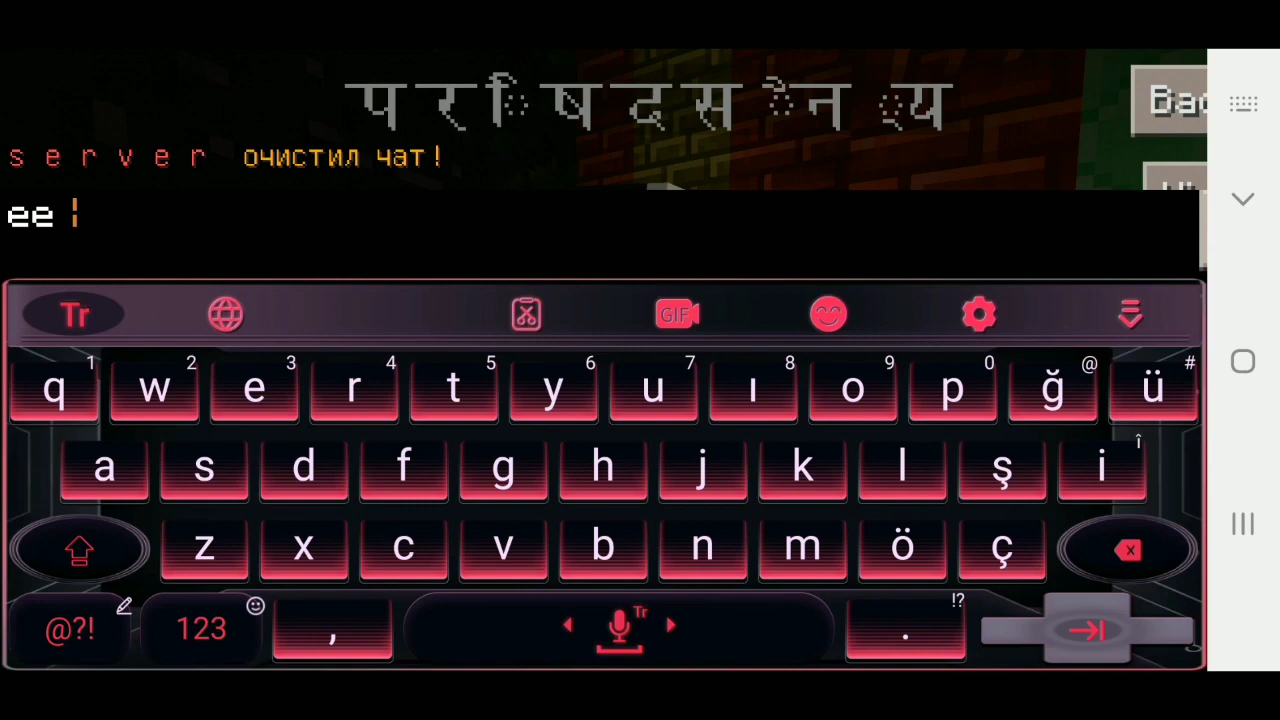 परिषदसैन्य
Bac
server очистил чат!
ee
Tr GIF
1 2 3 4 5 6 7 8 9 0 @ #
q w e r t y u ı o p ğ ü
î
a s d f g h j k l ş i
z x c v b n m ö ç
@?! 123 , Tr . !?